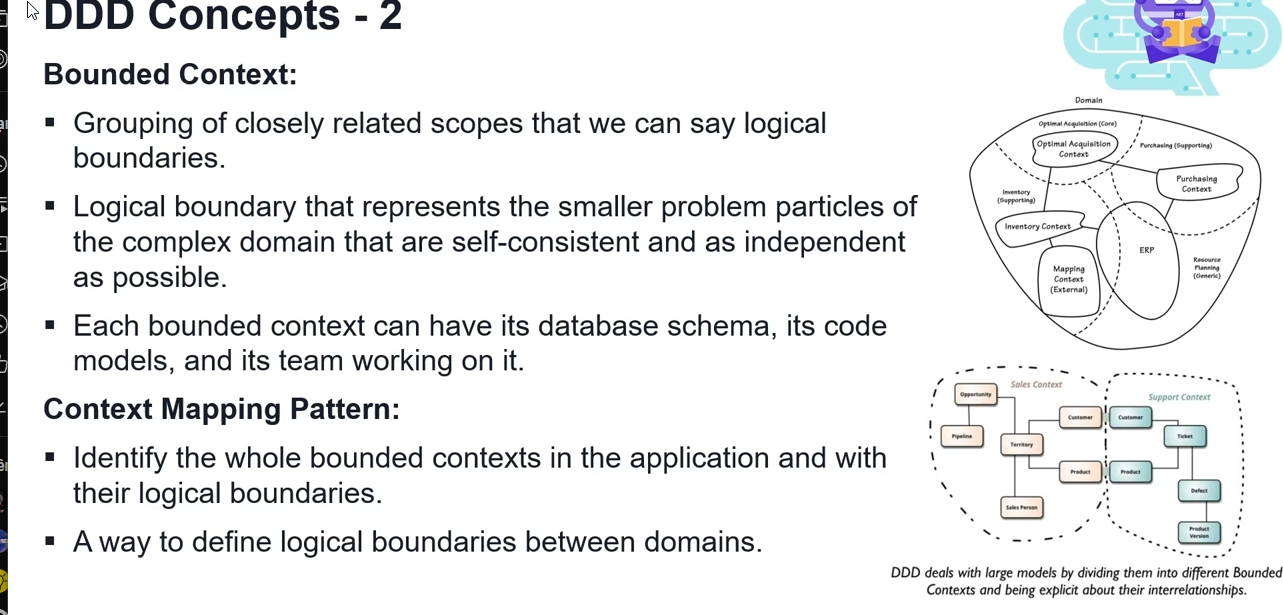 DDD Concepts - 2
Bounded Context:
▪ Grouping of closely related scopes that we can say logical
boundaries.
▪ Logical boundary that represents the smaller problem particles of
the complex domain that are self-consistent and as independent
as possible.
▪ Each bounded context can have its database schema, its code
models, and its team working on it.
Context Mapping Pattern:
▪ Identify the whole bounded contexts in the application and with
their logical boundaries.
▪ A way to define logical boundaries between domains.
.NET
Domain
Optimal Acquisition (Core)
Optimal Acquisition
Context
Purchasing (Supporting)
Purchasing
Context
Inventory
(Supporting)
Inventory Context
ERP
Mapping
Context
(External)
Resource
Planning
(Generic)
Sales Context
Opportunity
Pipeline
Territory
Customer
Product
Sales Person
Support Context
Customer
Ticket
Product
Defect
Product
Version
DDD deals with large models by dividing them into different Bounded
Contexts and being explicit about their interrelationships.